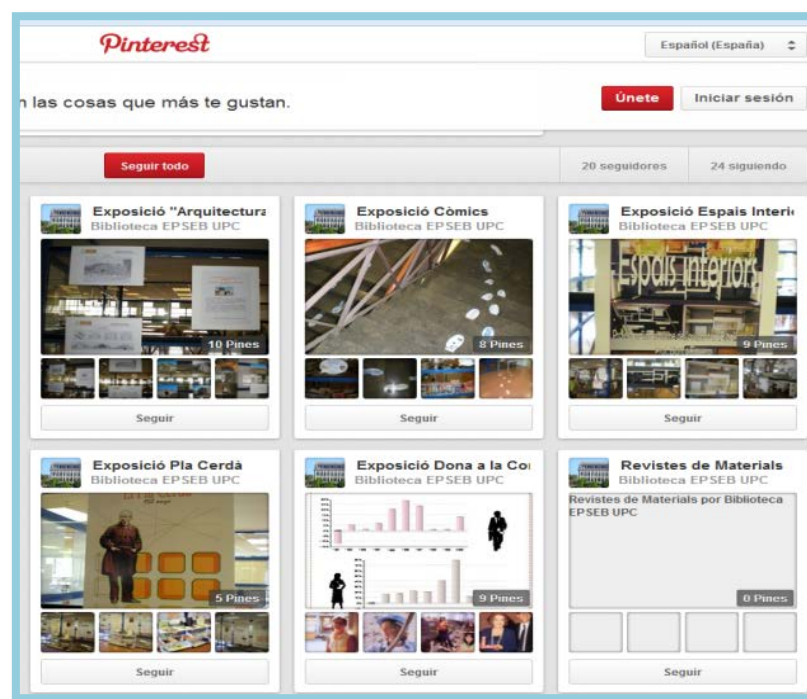 Pinterest
Español (España)
n las cosas que más te gustan.
Únete
Iniciar sesión
Seguir todo
20 seguidores
24 siguiendo
Exposició "Arquitectura
Biblioteca EPSEB UPC
10 Pines
Seguir
Exposició Còmics
Biblioteca EPSEB UPC
8 Pines
Seguir
Exposició Espais Interi
Biblioteca EPSEB UPC
Espais interiors
9 Pines
Seguir
Exposició Pla Cerdà
Biblioteca EPSEB UPC
5 Pines
Seguir
Exposició Dona a la Co
Biblioteca EPSEB UPC
9 Pines
Seguir
Revistes de Materials
Biblioteca EPSEB UPC
Revistes de Materials por Biblioteca
EPSEB UPC
0 Pines
Seguir